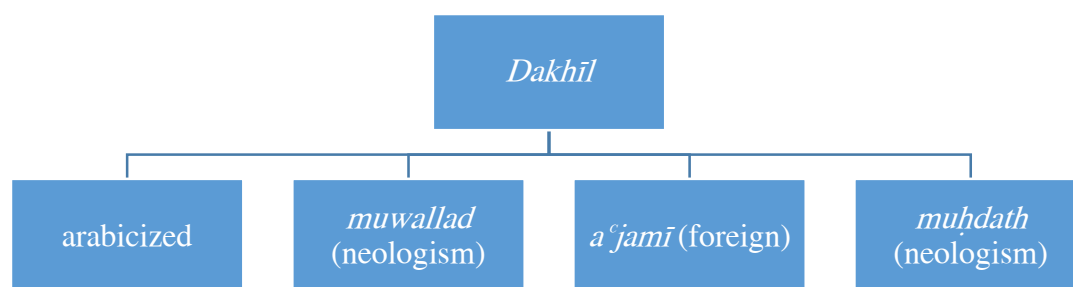 Dakhīl
arabicized
muwallad
(neologism)
aʿjamī (foreign)
muḥdath
(neologism)